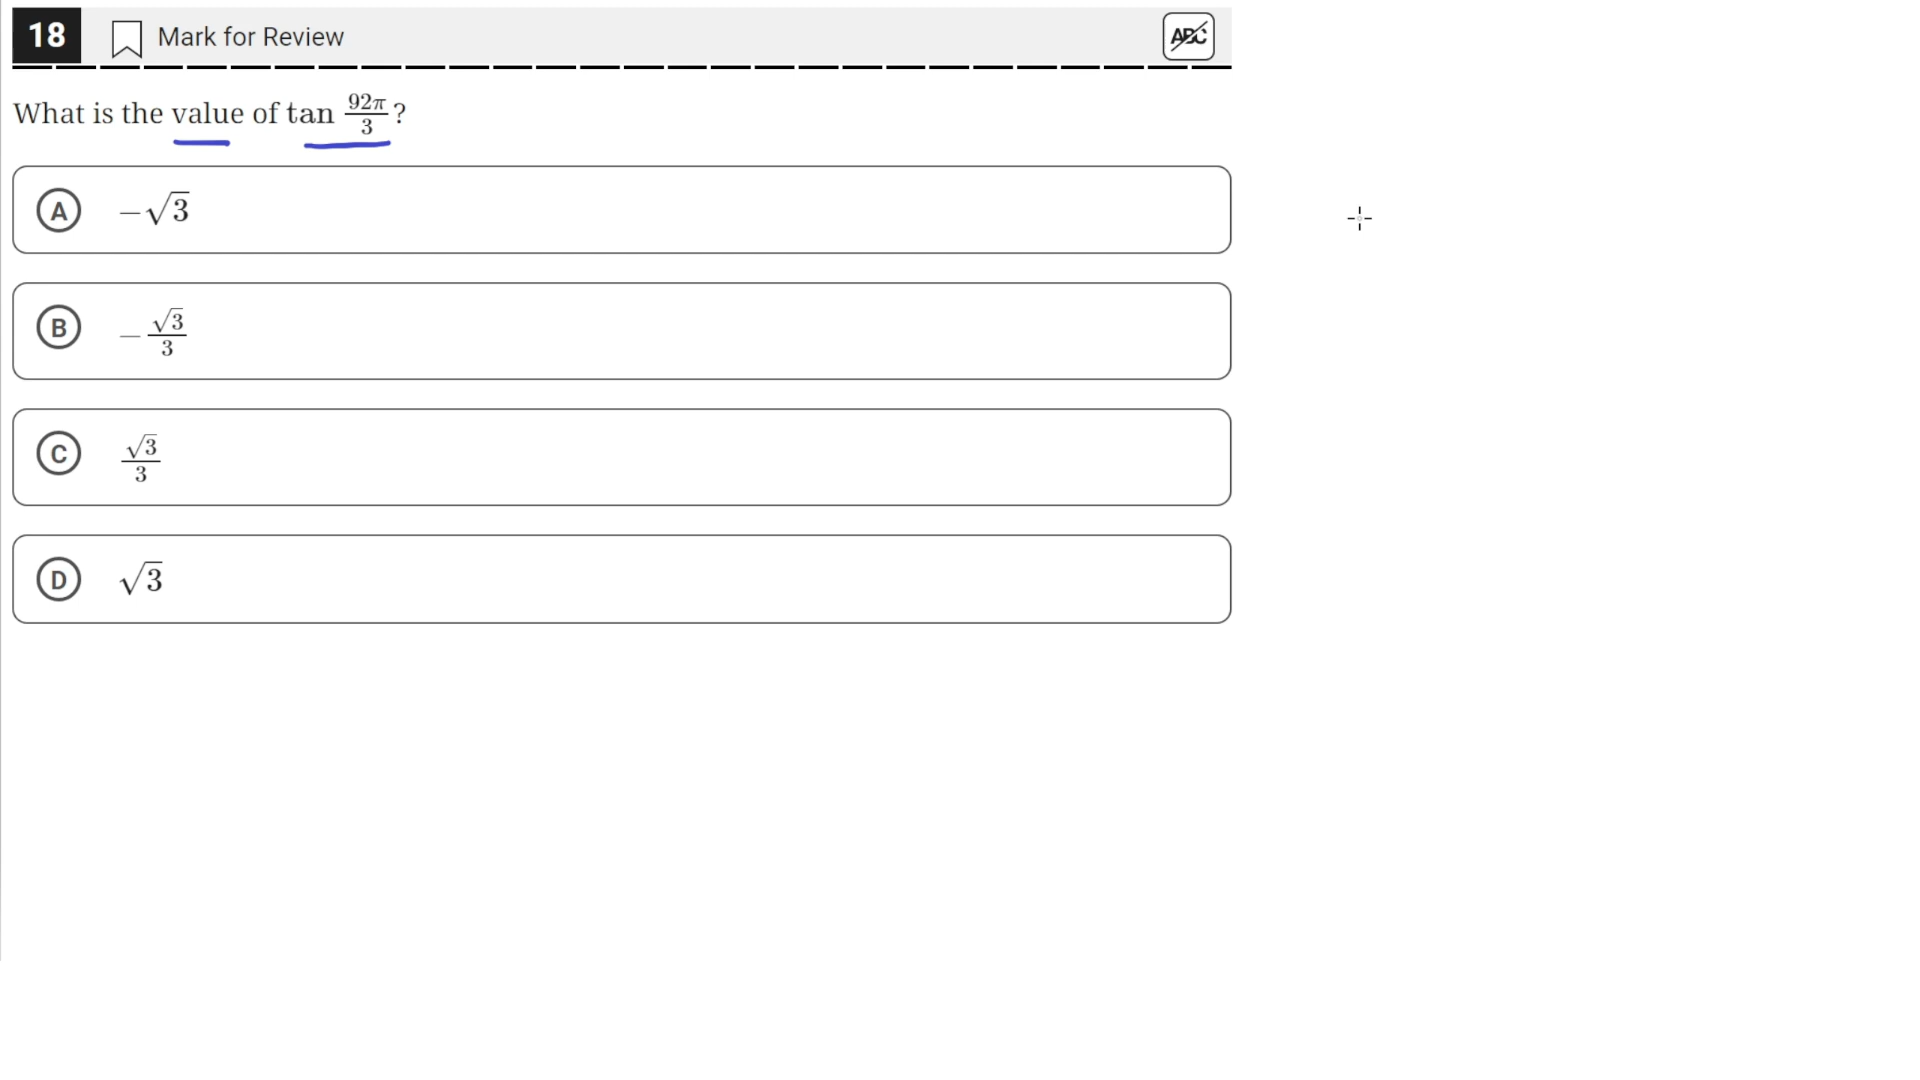 18 Mark for Review ABC
What is the value of tan 92π/3 ?
A −√3
B −√3/3
C √3/3
D √3